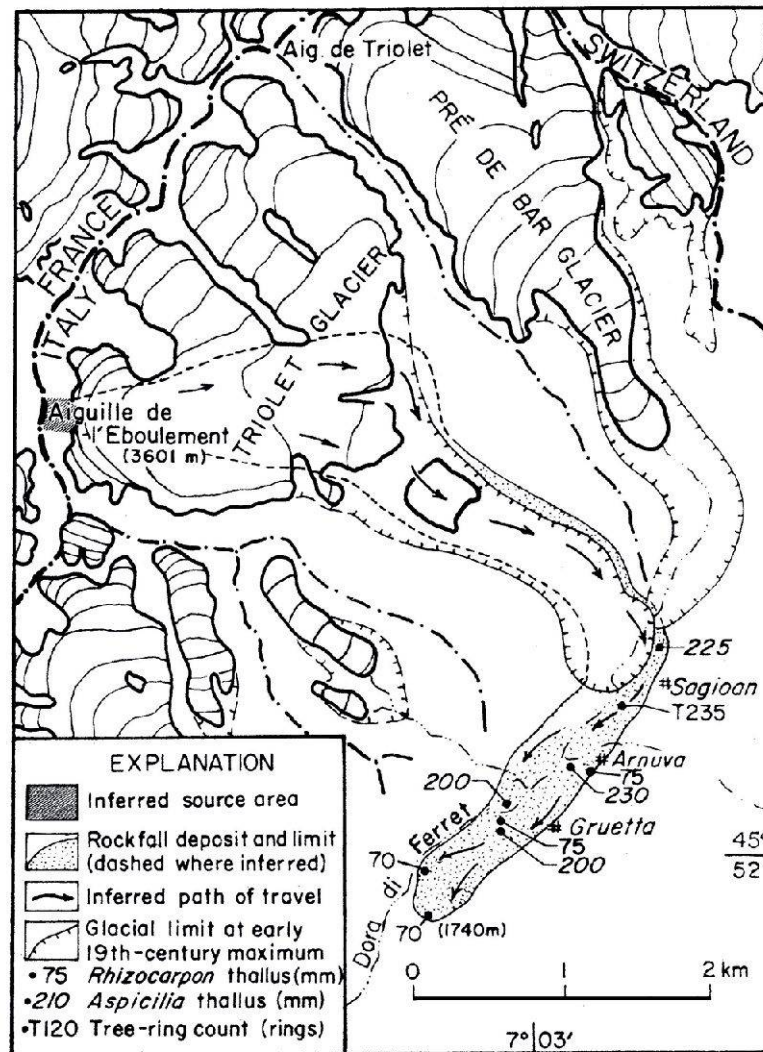 Aig. de Triolet
SWITZERLAND
PRÉ DE BAR GLACIER
FRANCE
ITALY
TRIOLET GLACIER
Aiguille de
l'Eboulement
(3601 m)
225
Sagioan
T235
Arnuva
75
230
200
Gruetta
75
200
Dora di Ferret
70
70 (1740m)
45°
52'
EXPLANATION
Inferred source area
Rockfall deposit and limit
(dashed where inferred)
Inferred path of travel
Glacial limit at early
19th-century maximum
•75 Rhizocarpon thallus (mm)
•210 Aspicilia thallus (mm)
•T120 Tree-ring count (rings)
0 1 2 km
7° 03'